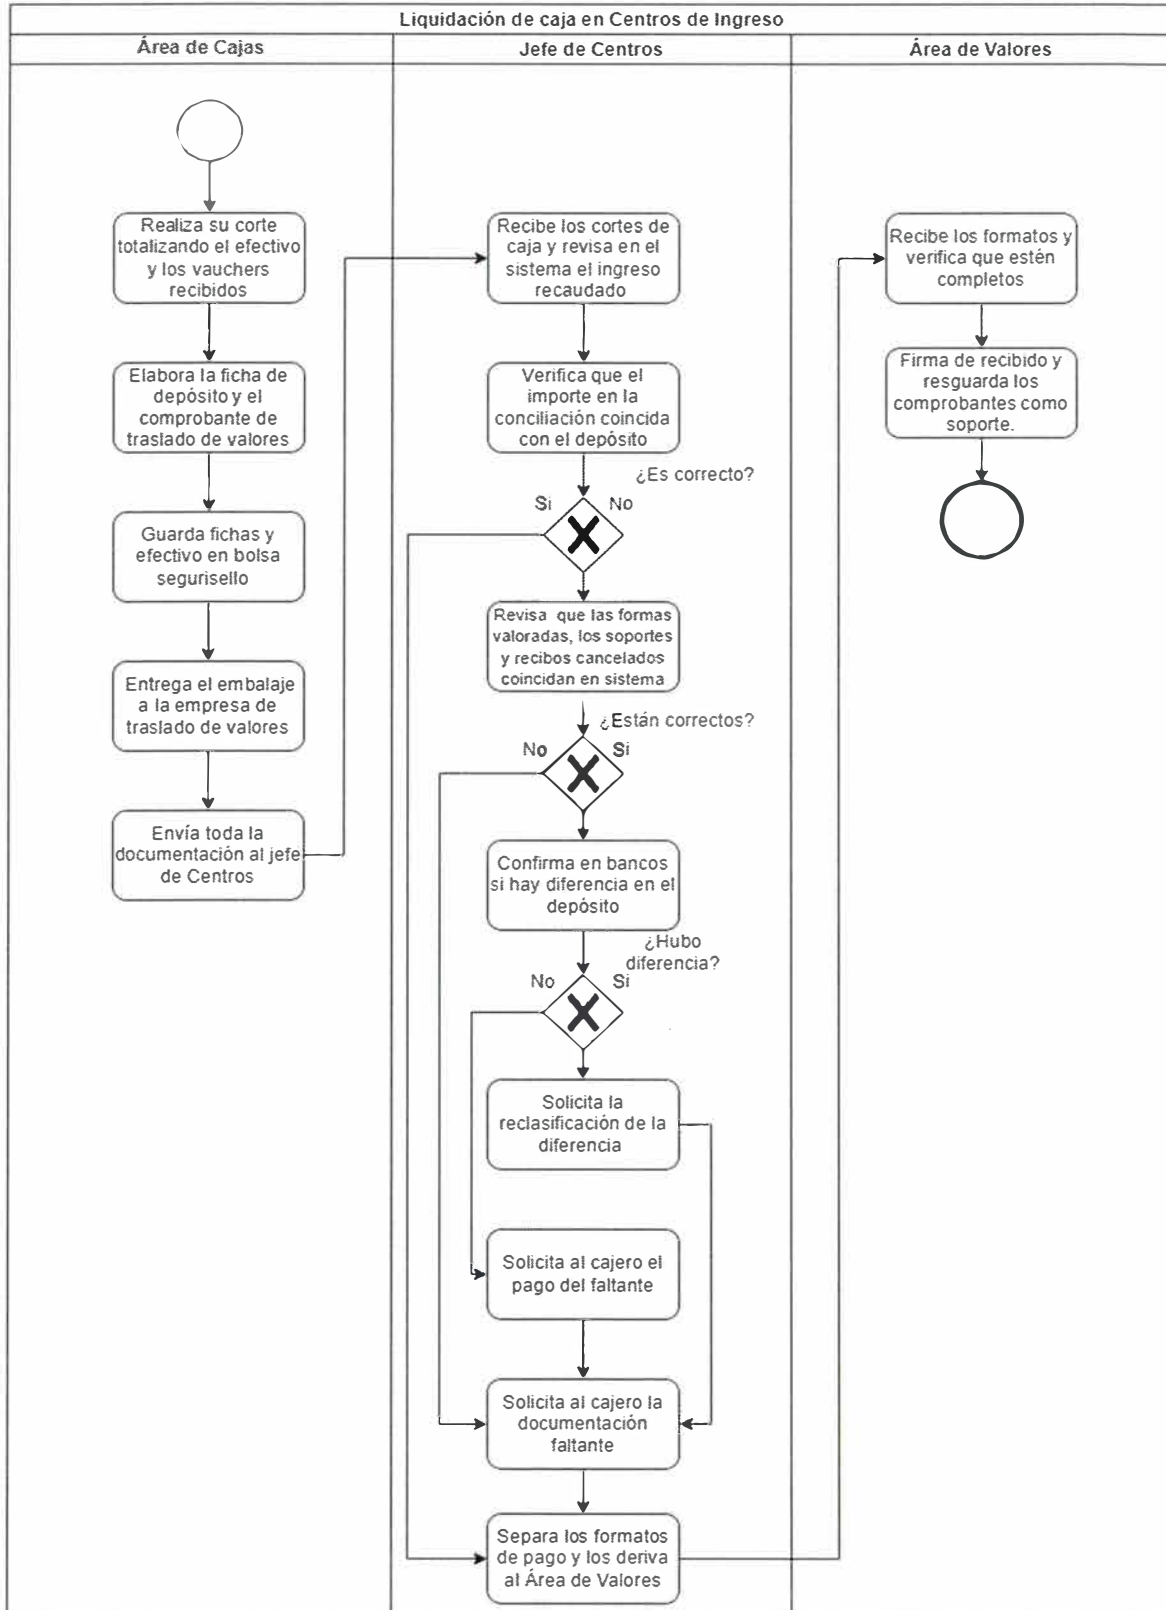 Liquidación de caja en Centros de Ingreso
Área de Cajas
Jefe de Centros
Área de Valores
Realiza su corte
totalizando el efectivo
y los vauchers
recibidos
Elabora la ficha de
depósito y el
comprobante de
traslado de valores
Guarda fichas y
efectivo en bolsa
segurisello
Entrega el embalaje
a la empresa de
traslado de valores
Envía toda la
documentación al jefe
de Centros
Recibe los cortes de
caja y revisa en el
sistema el ingreso
recaudado
Verifica que el
importe en la
conciliación coincida
con el depósito
¿Es correcto?
Si
No
Revisa que las formas
valoradas, los soportes
y recibos cancelados
coincidan en sistema
¿Están correctos?
No
Si
Confirma en bancos
si hay diferencia en el
depósito
¿Hubo
diferencia?
No
Si
Solicita la
reclasificación de la
diferencia
Solicita al cajero el
pago del faltante
Solicita al cajero la
documentación
faltante
Separa los formatos
de pago y los deriva
al Área de Valores
Recibe los formatos y
verifica que estén
completos
Firma de recibido y
resguarda los
comprobantes como
soporte.